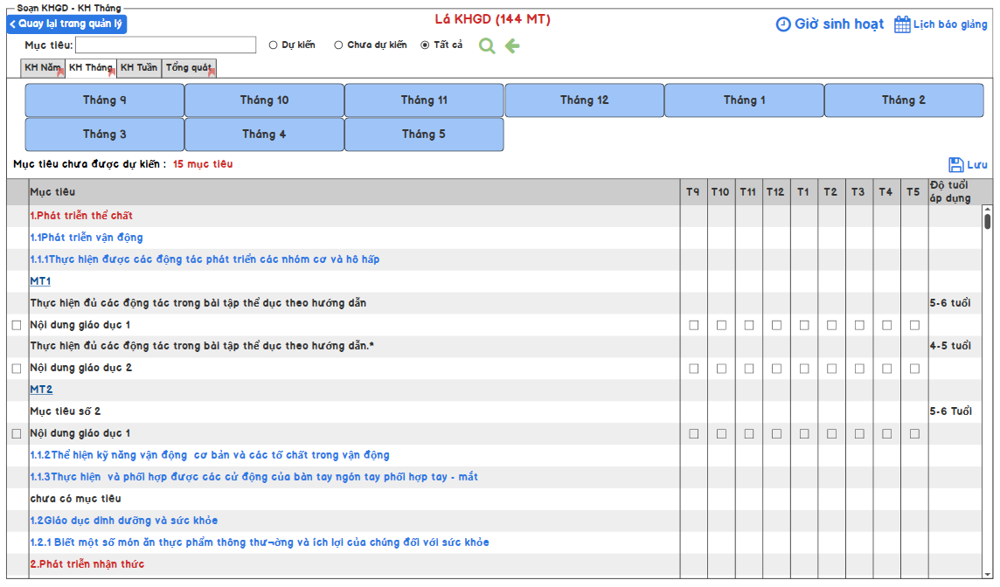 Soạn KHGD - KH Tháng
< Quay lại trang quản lý
Lá KHGD (144 MT)
Giờ sinh hoạt
Lịch báo giảng
Mục tiêu:
Dự kiến
Chưa dự kiến
Tất cả
KH Năm
KH Tháng
KH Tuần
Tổng quát
Tháng 9
Tháng 10
Tháng 11
Tháng 12
Tháng 1
Tháng 2
Tháng 3
Tháng 4
Tháng 5
Mục tiêu chưa được dự kiến : 15 mục tiêu
Lưu
Mục tiêu T9 T10 T11 T12 T1 T2 T3 T4 T5 Độ tuổi
áp dụng
1.Phát triển thể chất
1.1Phát triển vận động
1.1.1Thực hiện được các động tác phát triển các nhóm cơ và hô hấp
MT1
Thực hiện đủ các động tác trong bài tập thể dục theo hướng dẫn 5-6 tuổi
Nội dung giáo dục 1
Thực hiện đủ các động tác trong bài tập thể dục theo hướng dẫn.* 4-5 tuổi
Nội dung giáo dục 2
MT2
Mục tiêu số 2 5-6 Tuổi
Nội dung giáo dục 1
1.1.2Thể hiện kỹ năng vận động cơ bản và các tố chất trong vận động
1.1.3Thực hiện và phối hợp được các cử động của bàn tay ngón tay phối hợp tay - mắt
chưa có mục tiêu
1.2Giáo dục dinh dưỡng và sức khỏe
1.2.1 Biết một số món ăn thực phẩm thông thư¬ờng và ích lợi của chúng đối với sức khỏe
2.Phát triển nhận thức